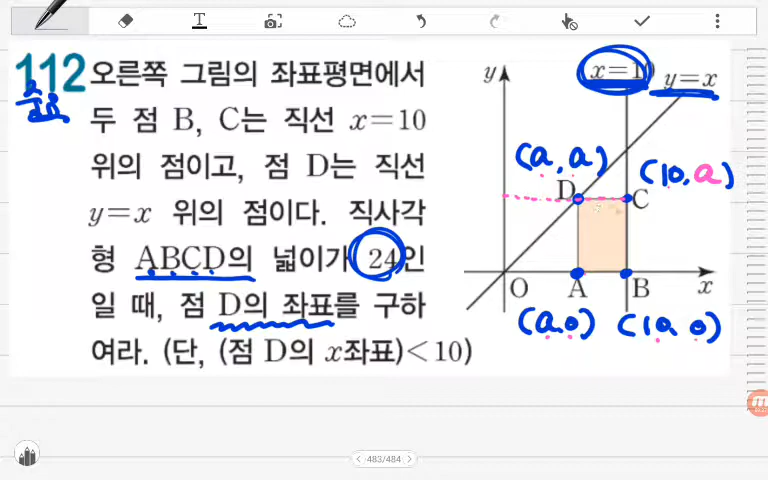 112 오른쪽 그림의 좌표평면에서
중요
두 점 B, C는 직선 x=10
위의 점이고, 점 D는 직선
y=x 위의 점이다. 직사각
형 ABCD의 넓이가 24인
일 때, 점 D의 좌표를 구하
여라. (단, (점 D의 x좌표)<10)
y
x=10
y=x
(a, a)
(10, a)
D
C
O
A
B
x
(a, 0)
(10, 0)
T
483/484